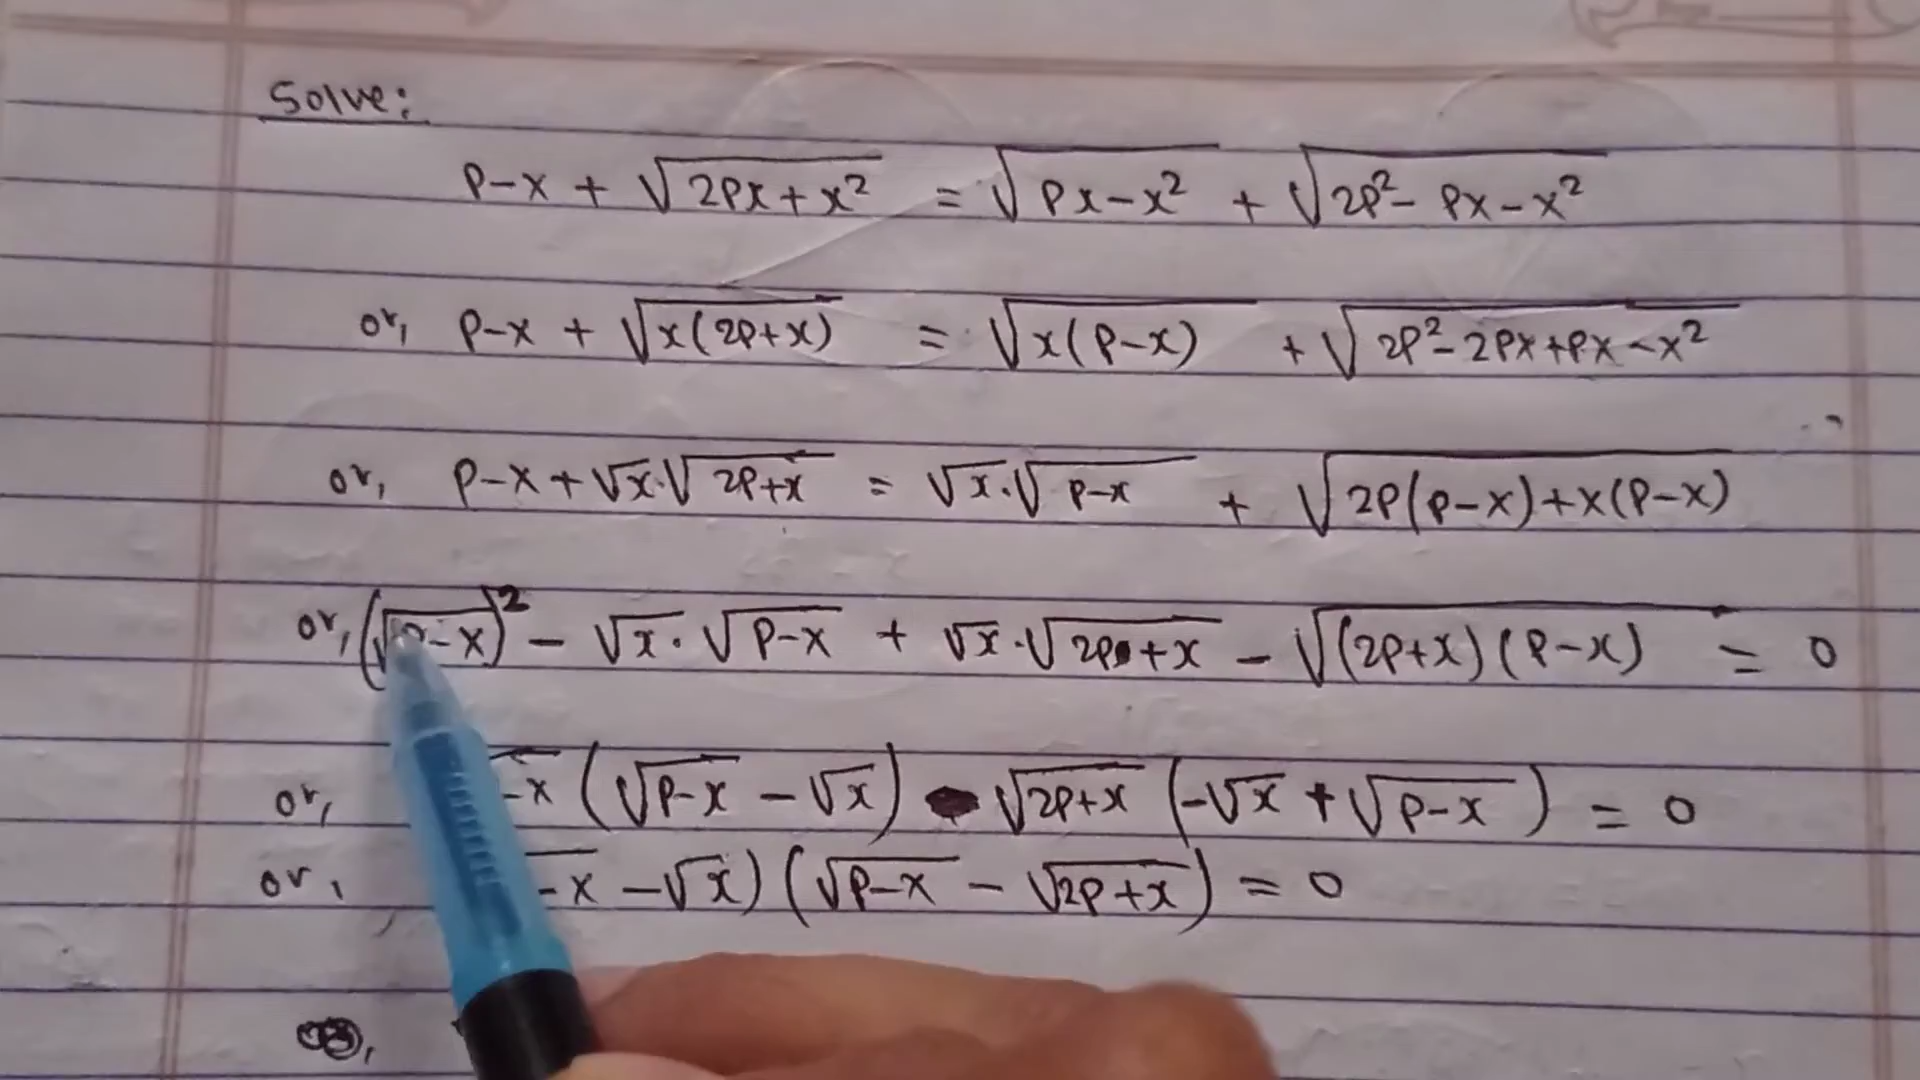 Solve:
p-x + √(2px + x²) = √(px - x²) + √(2p² - px - x²)
or, p-x + √(x(2p+x)) = √(x(p-x)) + √(2p² - 2px + px - x²)
or, p-x + √x·√(2p+x) = √x·√(p-x) + √(2p(p-x)+x(p-x))
or, (√(p-x))² - √x·√(p-x) + √x·√(2p+x) - √((2p+x)(p-x)) = 0
or, -x (√(p-x) - √x) √(2p+x) (-√x + √(p-x)) = 0
or, -x - √x) (√(p-x) - √(2p+x)) = 0